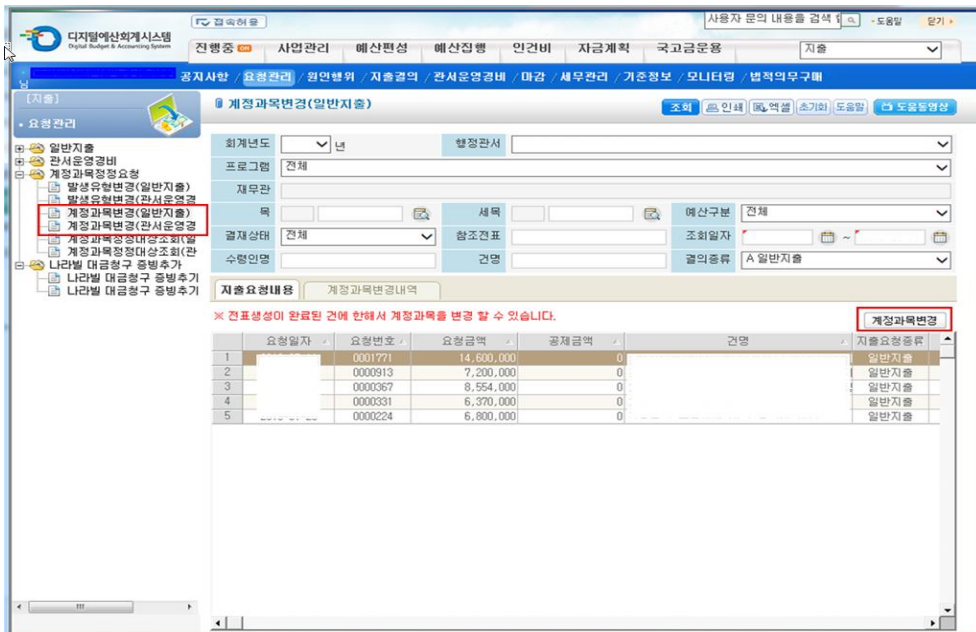 접속허용
사용자 문의 내용을 검색
도움말
닫기
디지털예산회계시스템
Digital Budget & Accounting System
진행중 사업관리 예산편성 예산집행 인건비 자금계획 국고금운용 지출
님
공지사항 / 요청관리 / 원인행위 / 지출결의 / 관서운영경비 / 마감 / 세무관리 / 기준정보 / 모니터링 / 법적의무구매
[지출]
• 요청관리
일반지출
관서운영경비
계정과목정정요청
발생유형변경(일반지출)
발생유형변경(관서운영경
계정과목변경(일반지출)
계정과목변경(관서운영경
계정과목정정대상조회(일
계정과목정정대상조회(관
나라빌 대금청구 증빙추가
나라빌 대금청구 증빙추기
나라빌 대금청구 증빙추기
계정과목변경(일반지출)
조회 인쇄 엑셀 초기화 도움말 도움동영상
회계년도 년 행정관서
프로그램 전체
재무관
목 세목 예산구분 전체
결재상태 전체 참조전표 조회일자 ~
수령인명 건명 결의종류 A 일반지출
지출요청내용 계정과목변경내역
※ 전표생성이 완료된 건에 한해서 계정과목을 변경 할 수 있습니다.
계정과목변경
요청일자 요청번호 요청금액 공제금액 건명 지출요청종류
1 0001771 14,600,000 0 일반지출
2 0000913 7,200,000 0 일반지출
3 0000367 8,554,000 0 일반지출
4 0000331 6,370,000 0 일반지출
5 0000224 6,800,000 0 일반지출